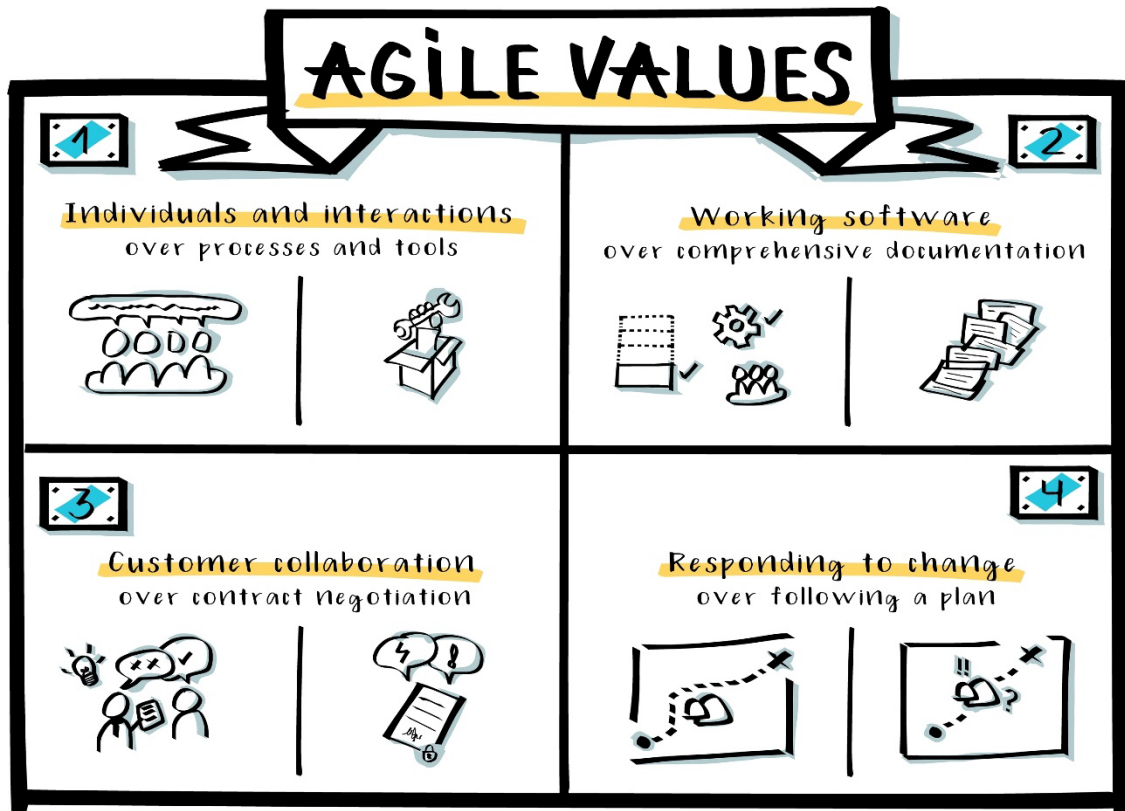 AGiLE VALUES
1
Individuals and interactions
over processes and tools
2
Working software
over comprehensive documentation
3
Customer collaboration
over contract negotiation
4
Responding to change
over following a plan
!
!!
?